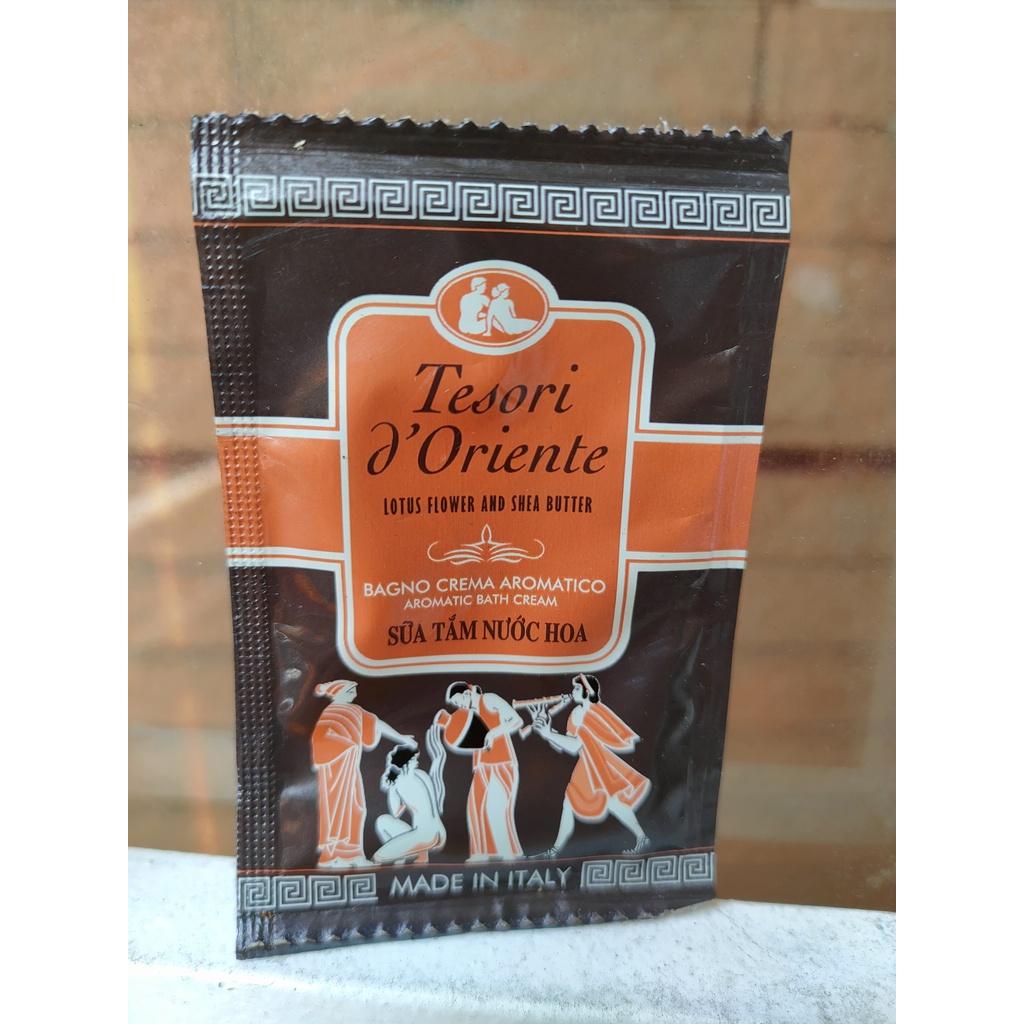 Tesori
d'Oriente
LOTUS FLOWER AND SHEA BUTTER
BAGNO CREMA AROMATICO
AROMATIC BATH CREAM
SỮA TẮM NƯỚC HOA
MADE IN ITALY